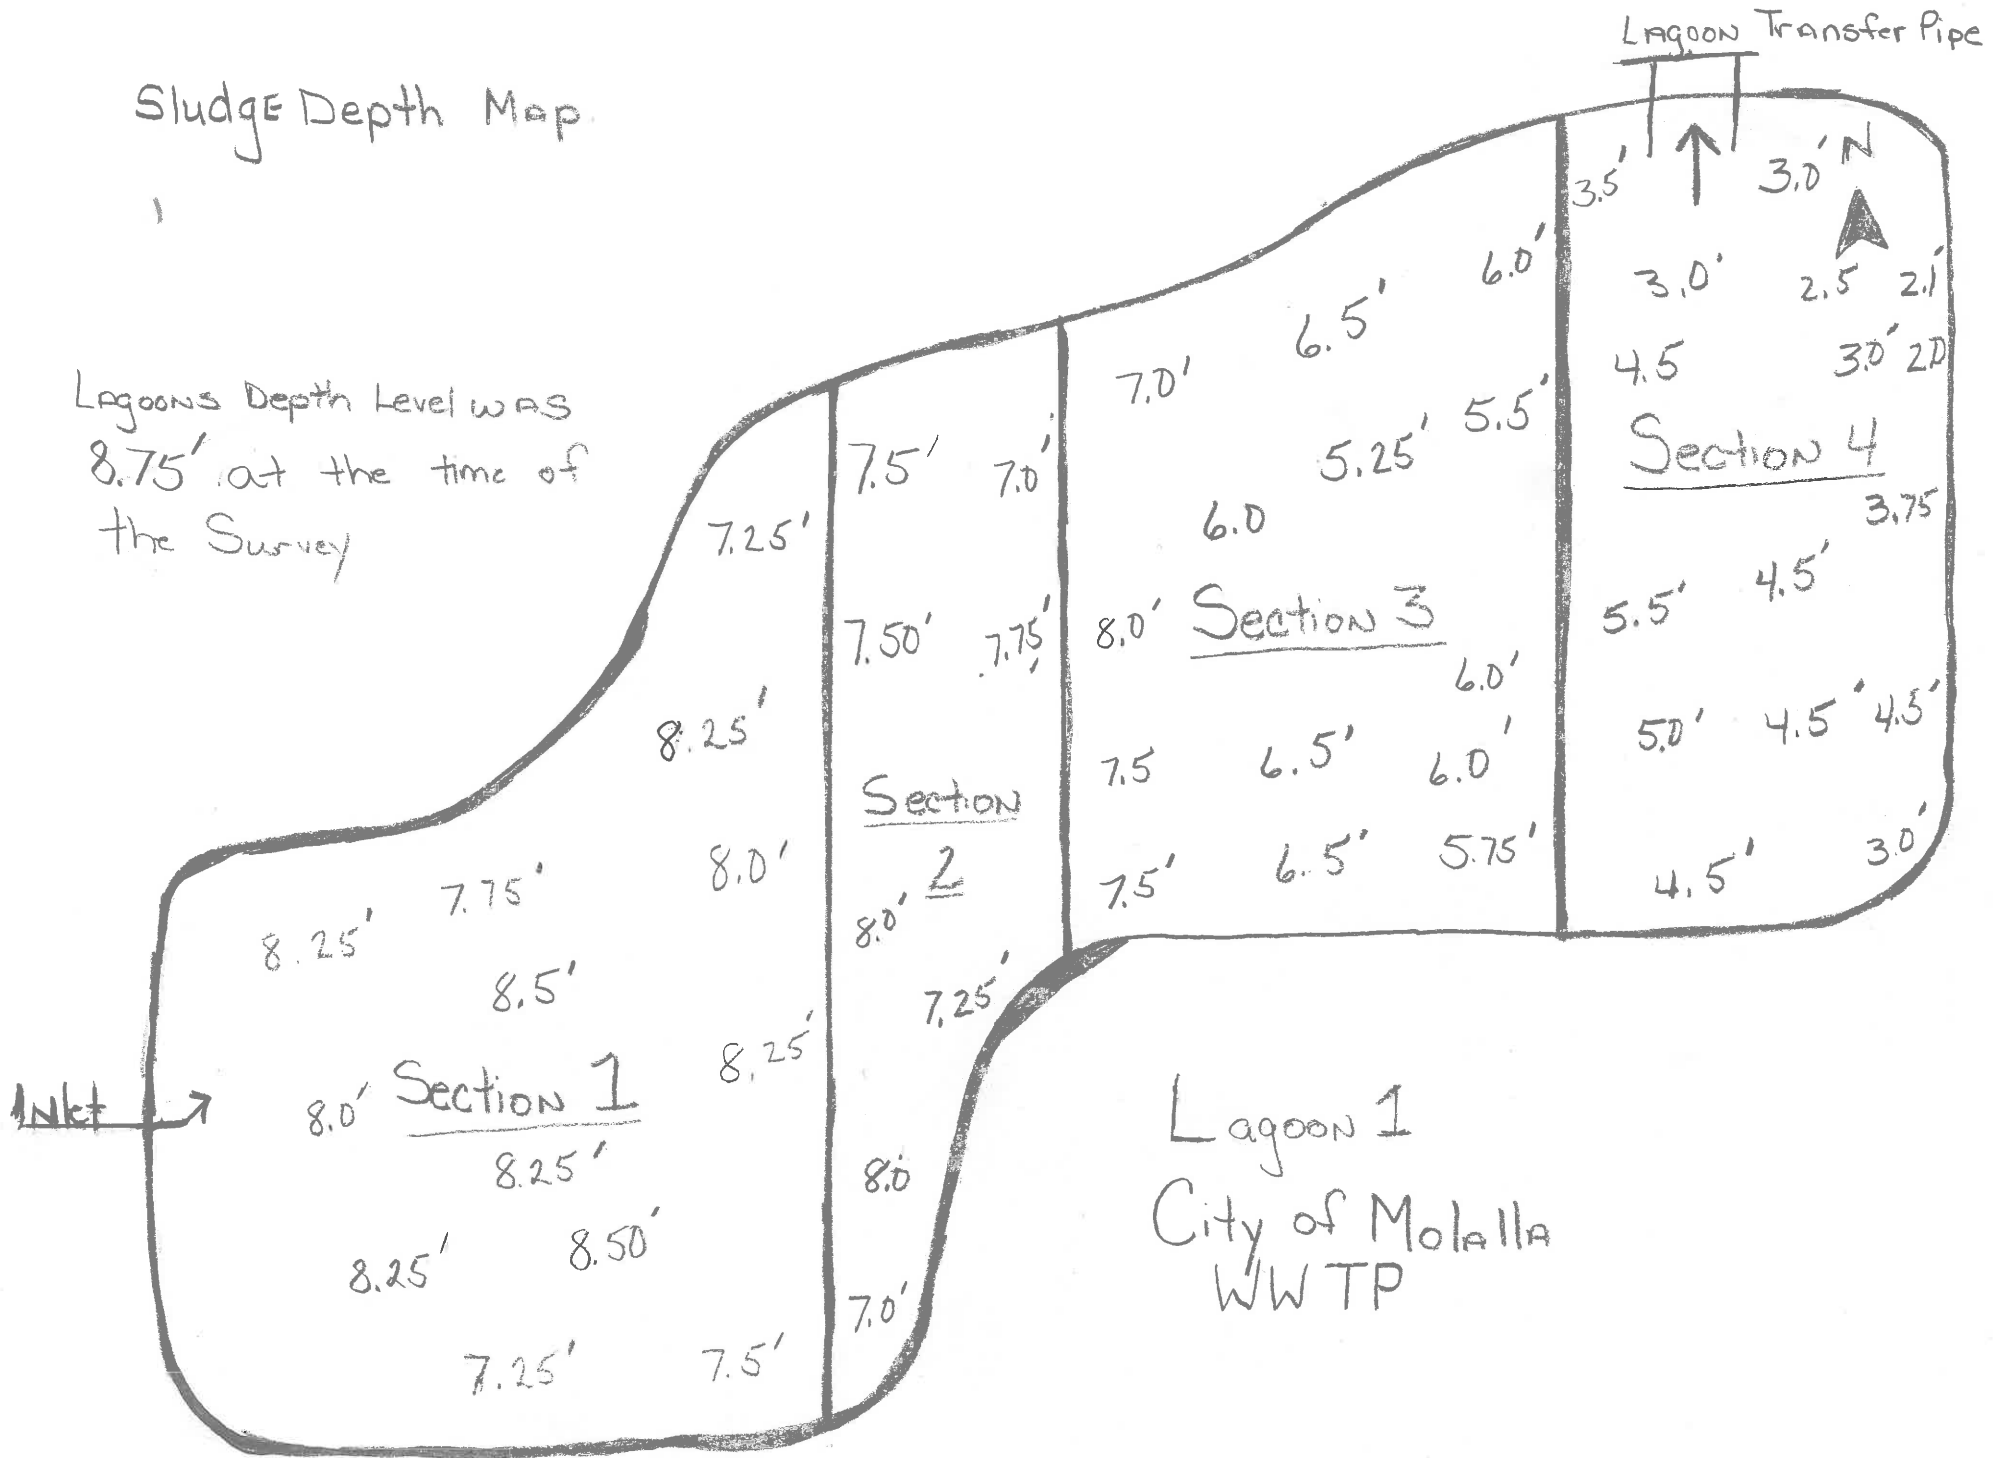 Lagoon Transfer Pipe
Sludge Depth Map
3.5' 3.0' N
6.0' 3.0' 2.5 2.1'
7.0' 6.5' 4.5 3.0' 2.0
Lagoons Depth Level was
8.75' at the time of
the Survey
7.5' 7.0' 5.25' 5.5' Section 4
7.25' 6.0 3.75
7.50' 7.75' 8.0' Section 3 5.5' 4.5'
6.0'
8.25' 7.5 6.5' 6.0' 5.0' 4.5' 4.5'
Section
2
7.75' 8.0' 7.5' 6.5' 5.75' 4.5' 3.0'
8.25' 8.0'
8.5' 7.25'
8.25'
Inlet 8.0' Section 1
8.25' 8.0'
8.25' 8.50'
7.0'
7.25' 7.5'
Lagoon 1
City of Molalla
WWTP